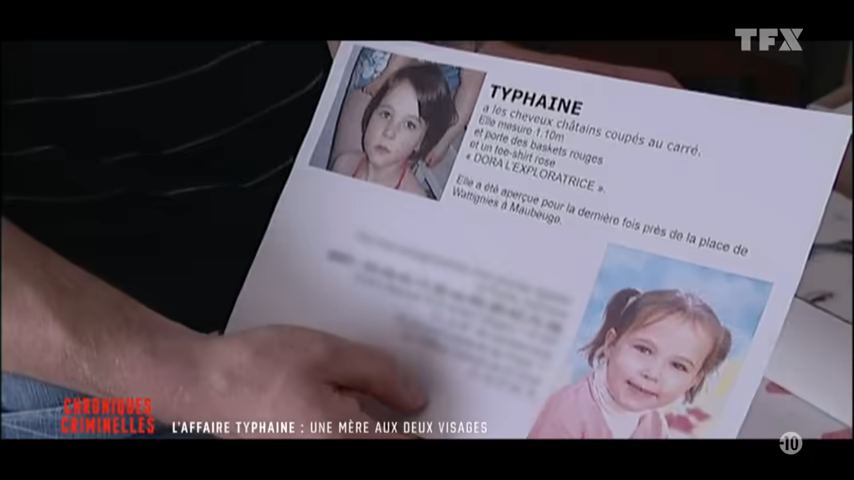 TFX
TYPHAINE
a les cheveux châtains coupés au carré.
Elle mesure 1.10m
et porte des baskets rouges
et un tee-shirt rose
« DORA L'EXPLORATRICE ».
Elle a été aperçue pour la dernière fois près de la place de
Wattignies à Maubeuge.
CHRONIQUES
CRIMINELLES
L'AFFAIRE TYPHAINE : UNE MÈRE AUX DEUX VISAGES
-10